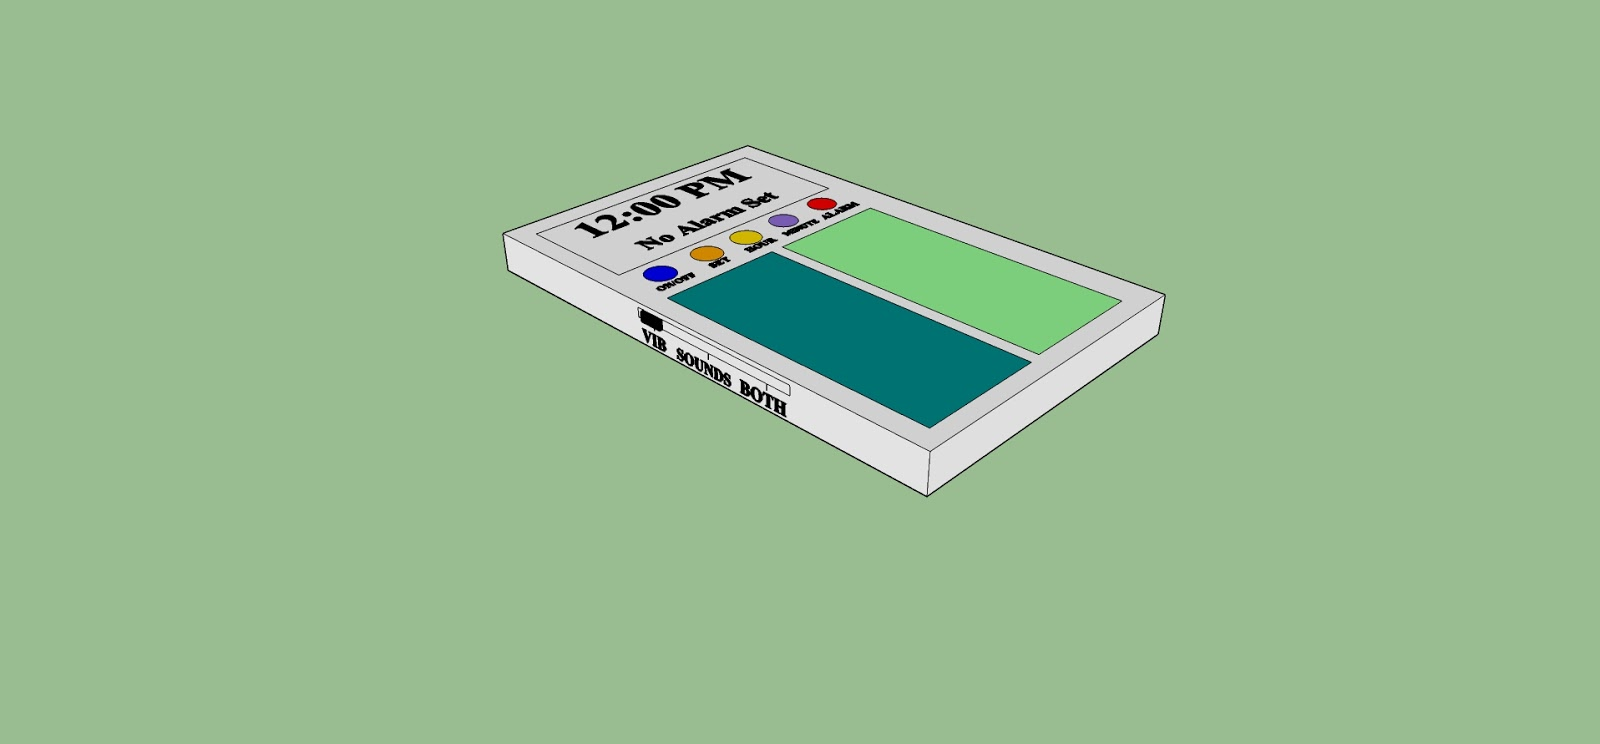 12:00 PM
No Alarm Set
ON/OFF SET HOUR MINUTE ALARM
VIB SOUNDS BOTH